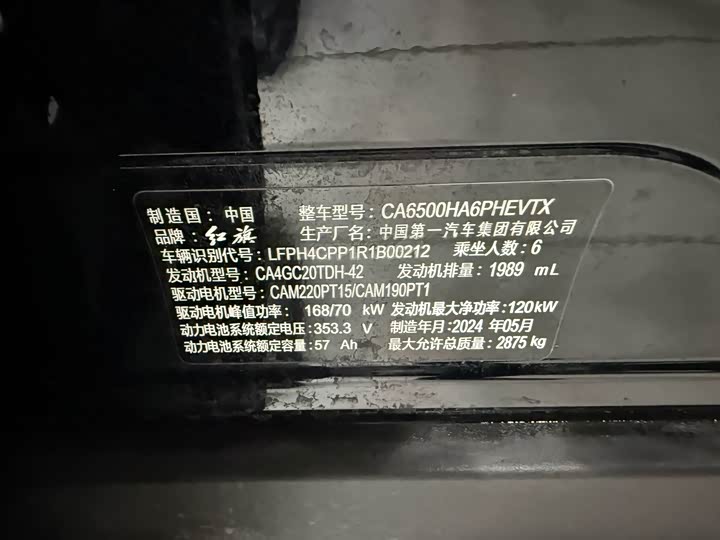 制造国：中国 整车型号：CA6500HA6PHEVTX
品牌：红旗 生产厂名：中国第一汽车集团有限公司
车辆识别代号：LFPH4CPP1R1B00212 乘坐人数：6
发动机型号：CA4GC20TDH-42 发动机排量：1989 mL
驱动电机型号：CAM220PT15/CAM190PT1
驱动电机峰值功率：168/70 kW 发动机最大净功率：120kW
动力电池系统额定电压：353.3 V 制造年月：2024 年05月
动力电池系统额定容量：57 Ah 最大允许总质量：2875kg